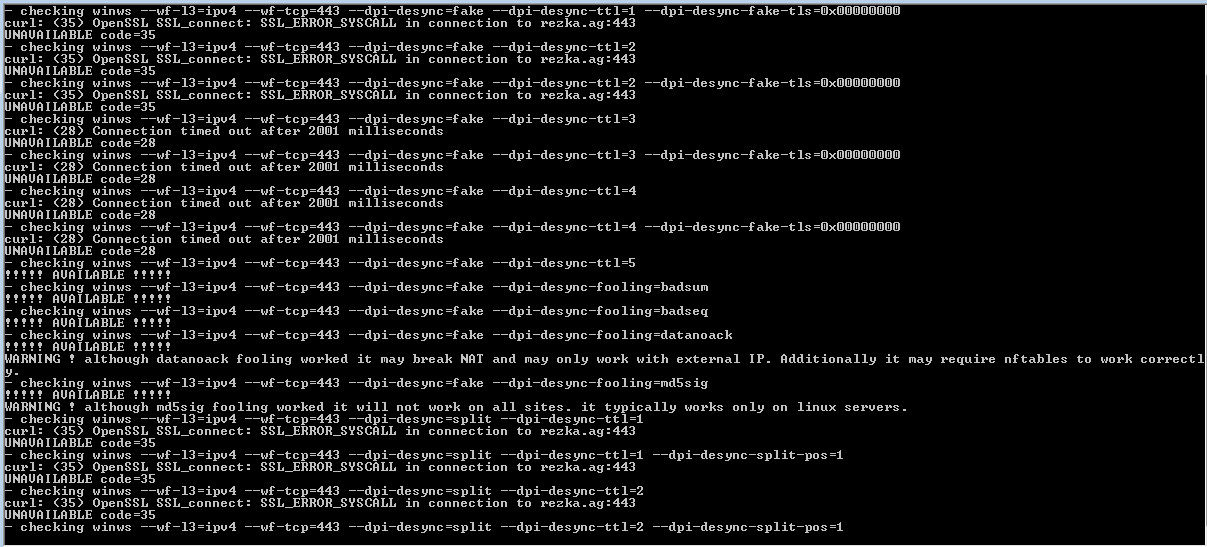 - checking winws --wf-l3=ipv4 --wf-tcp=443 --dpi-desync=fake --dpi-desync-ttl=1 --dpi-desync-fake-tls=0x00000000
curl: (35) OpenSSL SSL_connect: SSL_ERROR_SYSCALL in connection to rezka.ag:443
UNAVAILABLE code=35
- checking winws --wf-l3=ipv4 --wf-tcp=443 --dpi-desync=fake --dpi-desync-ttl=2
curl: (35) OpenSSL SSL_connect: SSL_ERROR_SYSCALL in connection to rezka.ag:443
UNAVAILABLE code=35
- checking winws --wf-l3=ipv4 --wf-tcp=443 --dpi-desync=fake --dpi-desync-ttl=2 --dpi-desync-fake-tls=0x00000000
curl: (35) OpenSSL SSL_connect: SSL_ERROR_SYSCALL in connection to rezka.ag:443
UNAVAILABLE code=35
- checking winws --wf-l3=ipv4 --wf-tcp=443 --dpi-desync=fake --dpi-desync-ttl=3
curl: (28) Connection timed out after 2001 milliseconds
UNAVAILABLE code=28
- checking winws --wf-l3=ipv4 --wf-tcp=443 --dpi-desync=fake --dpi-desync-ttl=3 --dpi-desync-fake-tls=0x00000000
curl: (28) Connection timed out after 2001 milliseconds
UNAVAILABLE code=28
- checking winws --wf-l3=ipv4 --wf-tcp=443 --dpi-desync=fake --dpi-desync-ttl=4
curl: (28) Connection timed out after 2001 milliseconds
UNAVAILABLE code=28
- checking winws --wf-l3=ipv4 --wf-tcp=443 --dpi-desync=fake --dpi-desync-ttl=4 --dpi-desync-fake-tls=0x00000000
curl: (28) Connection timed out after 2001 milliseconds
UNAVAILABLE code=28
- checking winws --wf-l3=ipv4 --wf-tcp=443 --dpi-desync=fake --dpi-desync-ttl=5
!!!!! AVAILABLE !!!!!
- checking winws --wf-l3=ipv4 --wf-tcp=443 --dpi-desync=fake --dpi-desync-fooling=badsum
!!!!! AVAILABLE !!!!!
- checking winws --wf-l3=ipv4 --wf-tcp=443 --dpi-desync=fake --dpi-desync-fooling=badseq
!!!!! AVAILABLE !!!!!
- checking winws --wf-l3=ipv4 --wf-tcp=443 --dpi-desync=fake --dpi-desync-fooling=datanoack
!!!!! AVAILABLE !!!!!
WARNING ! although datanoack fooling worked it may break NAT and may only work with external IP. Additionally it may require nftables to work correctl
y.
- checking winws --wf-l3=ipv4 --wf-tcp=443 --dpi-desync=fake --dpi-desync-fooling=md5sig
!!!!! AVAILABLE !!!!!
WARNING ! although md5sig fooling worked it will not work on all sites. it typically works only on linux servers.
- checking winws --wf-l3=ipv4 --wf-tcp=443 --dpi-desync=split --dpi-desync-ttl=1
curl: (35) OpenSSL SSL_connect: SSL_ERROR_SYSCALL in connection to rezka.ag:443
UNAVAILABLE code=35
- checking winws --wf-l3=ipv4 --wf-tcp=443 --dpi-desync=split --dpi-desync-ttl=1 --dpi-desync-split-pos=1
curl: (35) OpenSSL SSL_connect: SSL_ERROR_SYSCALL in connection to rezka.ag:443
UNAVAILABLE code=35
- checking winws --wf-l3=ipv4 --wf-tcp=443 --dpi-desync=split --dpi-desync-ttl=2
curl: (35) OpenSSL SSL_connect: SSL_ERROR_SYSCALL in connection to rezka.ag:443
UNAVAILABLE code=35
- checking winws --wf-l3=ipv4 --wf-tcp=443 --dpi-desync=split --dpi-desync-ttl=2 --dpi-desync-split-pos=1